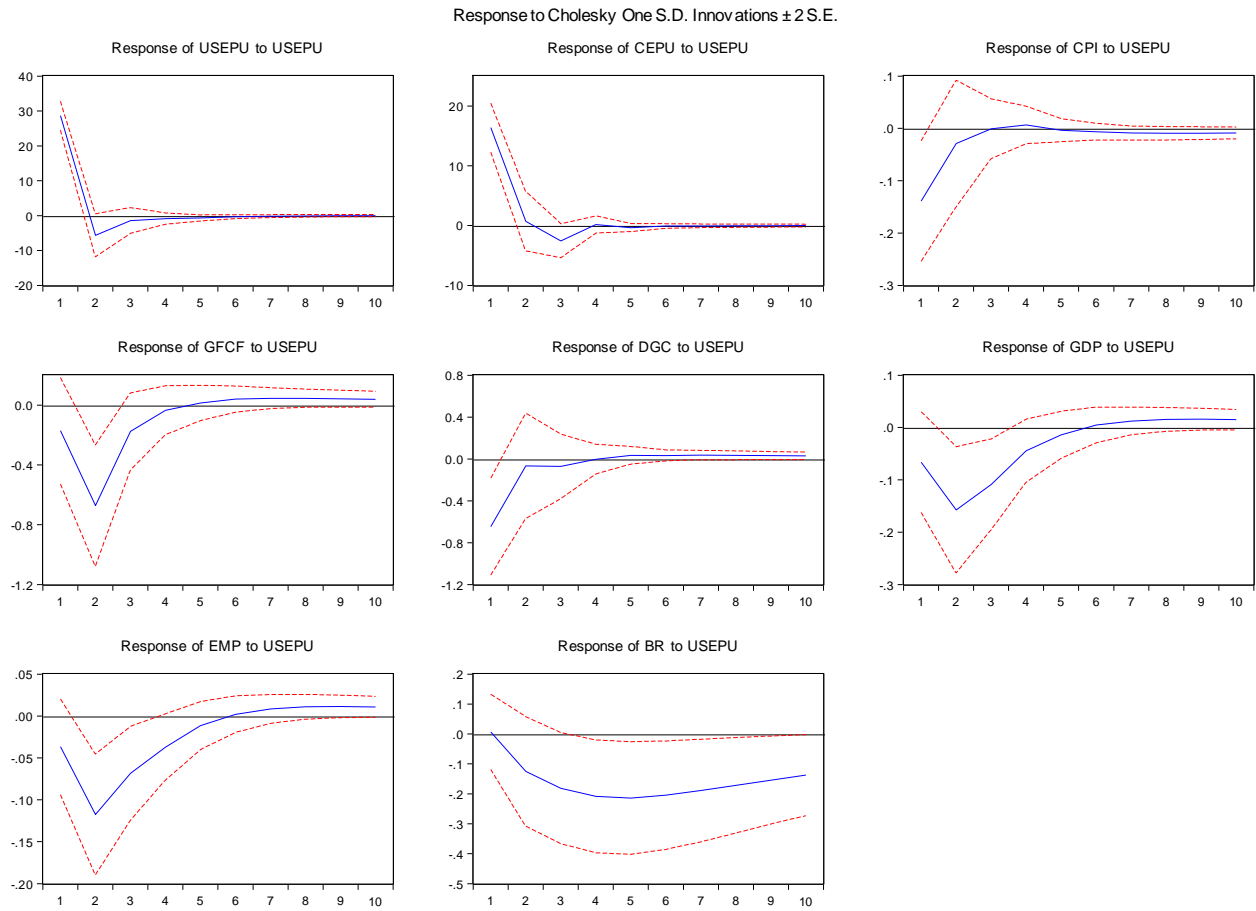 Response to Cholesky One S.D. Innovations ± 2 S.E.
Response of USEPU to USEPU
40
30
20
10
0
-10
-20
1 2 3 4 5 6 7 8 9 10
Response of CEPU to USEPU
20
10
0
-10
1 2 3 4 5 6 7 8 9 10
Response of CPI to USEPU
.1
.0
-.1
-.2
-.3
1 2 3 4 5 6 7 8 9 10
Response of GFCF to USEPU
0.0
-0.4
-0.8
-1.2
1 2 3 4 5 6 7 8 9 10
Response of DGC to USEPU
0.8
0.4
0.0
-0.4
-0.8
-1.2
1 2 3 4 5 6 7 8 9 10
Response of GDP to USEPU
.1
.0
-.1
-.2
-.3
1 2 3 4 5 6 7 8 9 10
Response of EMP to USEPU
.05
.00
-.05
-.10
-.15
-.20
1 2 3 4 5 6 7 8 9 10
Response of BR to USEPU
.2
.1
.0
-.1
-.2
-.3
-.4
-.5
1 2 3 4 5 6 7 8 9 10